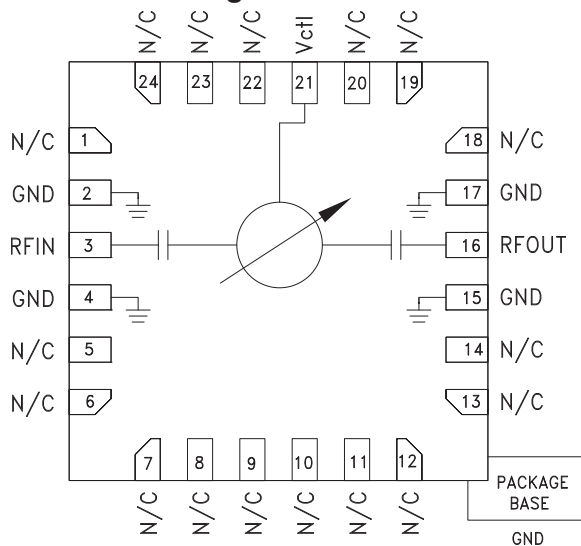 N/C N/C N/C Vctl N/C N/C
24 23 22 21 20 19
N/C 1 18 N/C
GND 2 17 GND
RFIN 3 16 RFOUT
GND 4 15 GND
N/C 5 14 N/C
N/C 6 13 N/C
7 8 9 10 11 12
N/C N/C N/C N/C N/C N/C
PACKAGE
BASE
GND